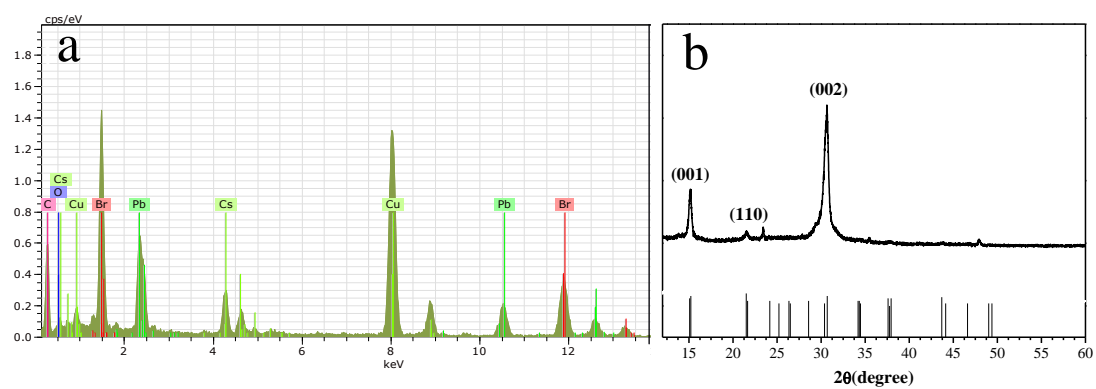 cps/eV
a
1.8
1.6
1.4
1.2
1.0
0.8
0.6
0.4
0.2
0.0
Cs
O
C
Cu
Br
Pb
Cs
Cu
Pb
Br
2
4
6
8
10
12
keV
b
(001)
(110)
(002)
15
20
25
30
35
40
45
50
55
60
2θ(degree)